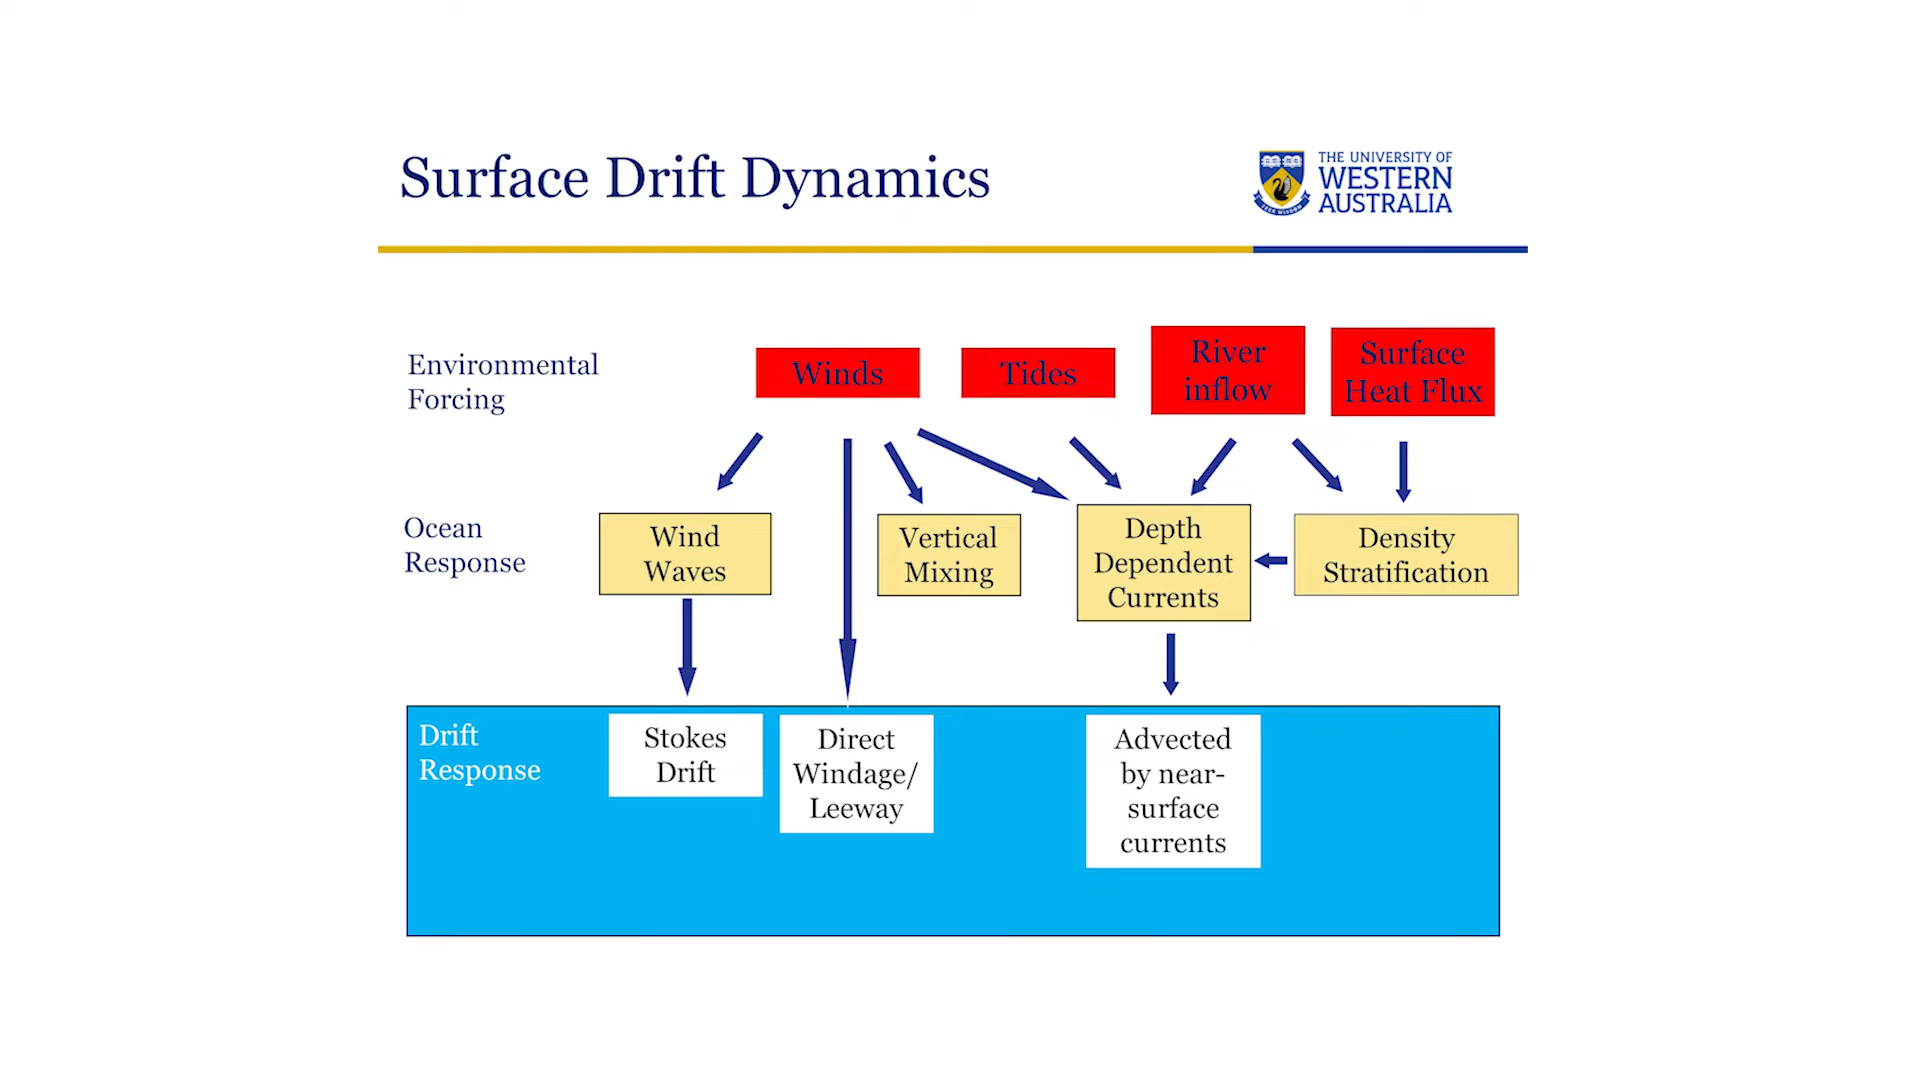 Surface Drift Dynamics
THE UNIVERSITY OF
WESTERN
AUSTRALIA
Environmental
Forcing
Winds
Tides
River
inflow
Surface
Heat Flux
Ocean
Response
Wind
Waves
Vertical
Mixing
Depth
Dependent
Currents
Density
Stratification
Drift
Response
Stokes
Drift
Direct
Windage/
Leeway
Advected
by near-
surface
currents